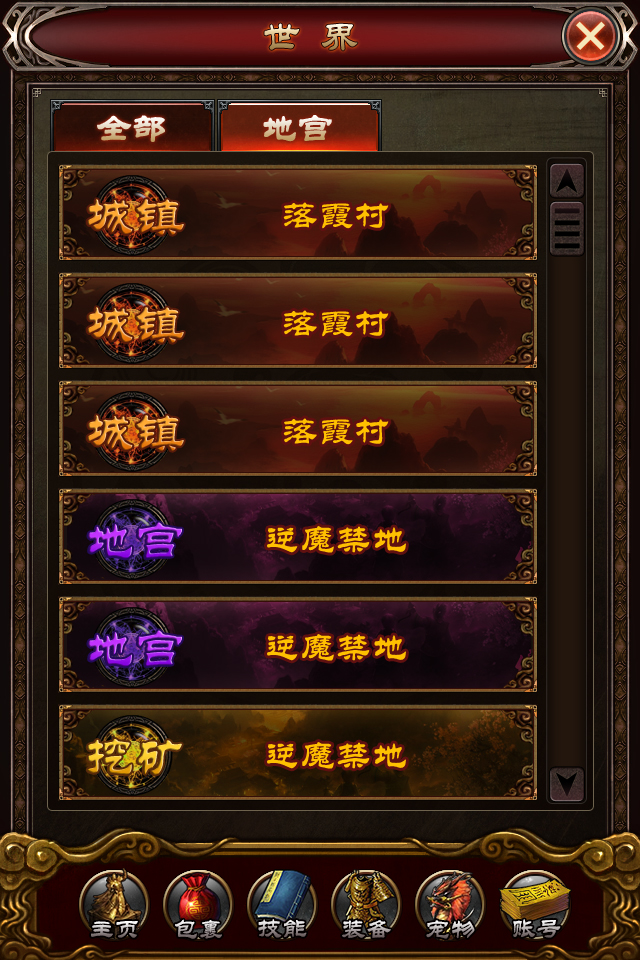 世界
全部 地宫
城镇 落霞村
城镇 落霞村
城镇 落霞村
地宫 逆魔禁地
地宫 逆魔禁地
挖矿 逆魔禁地
主页 包裹 技能 装备 宠物 账号